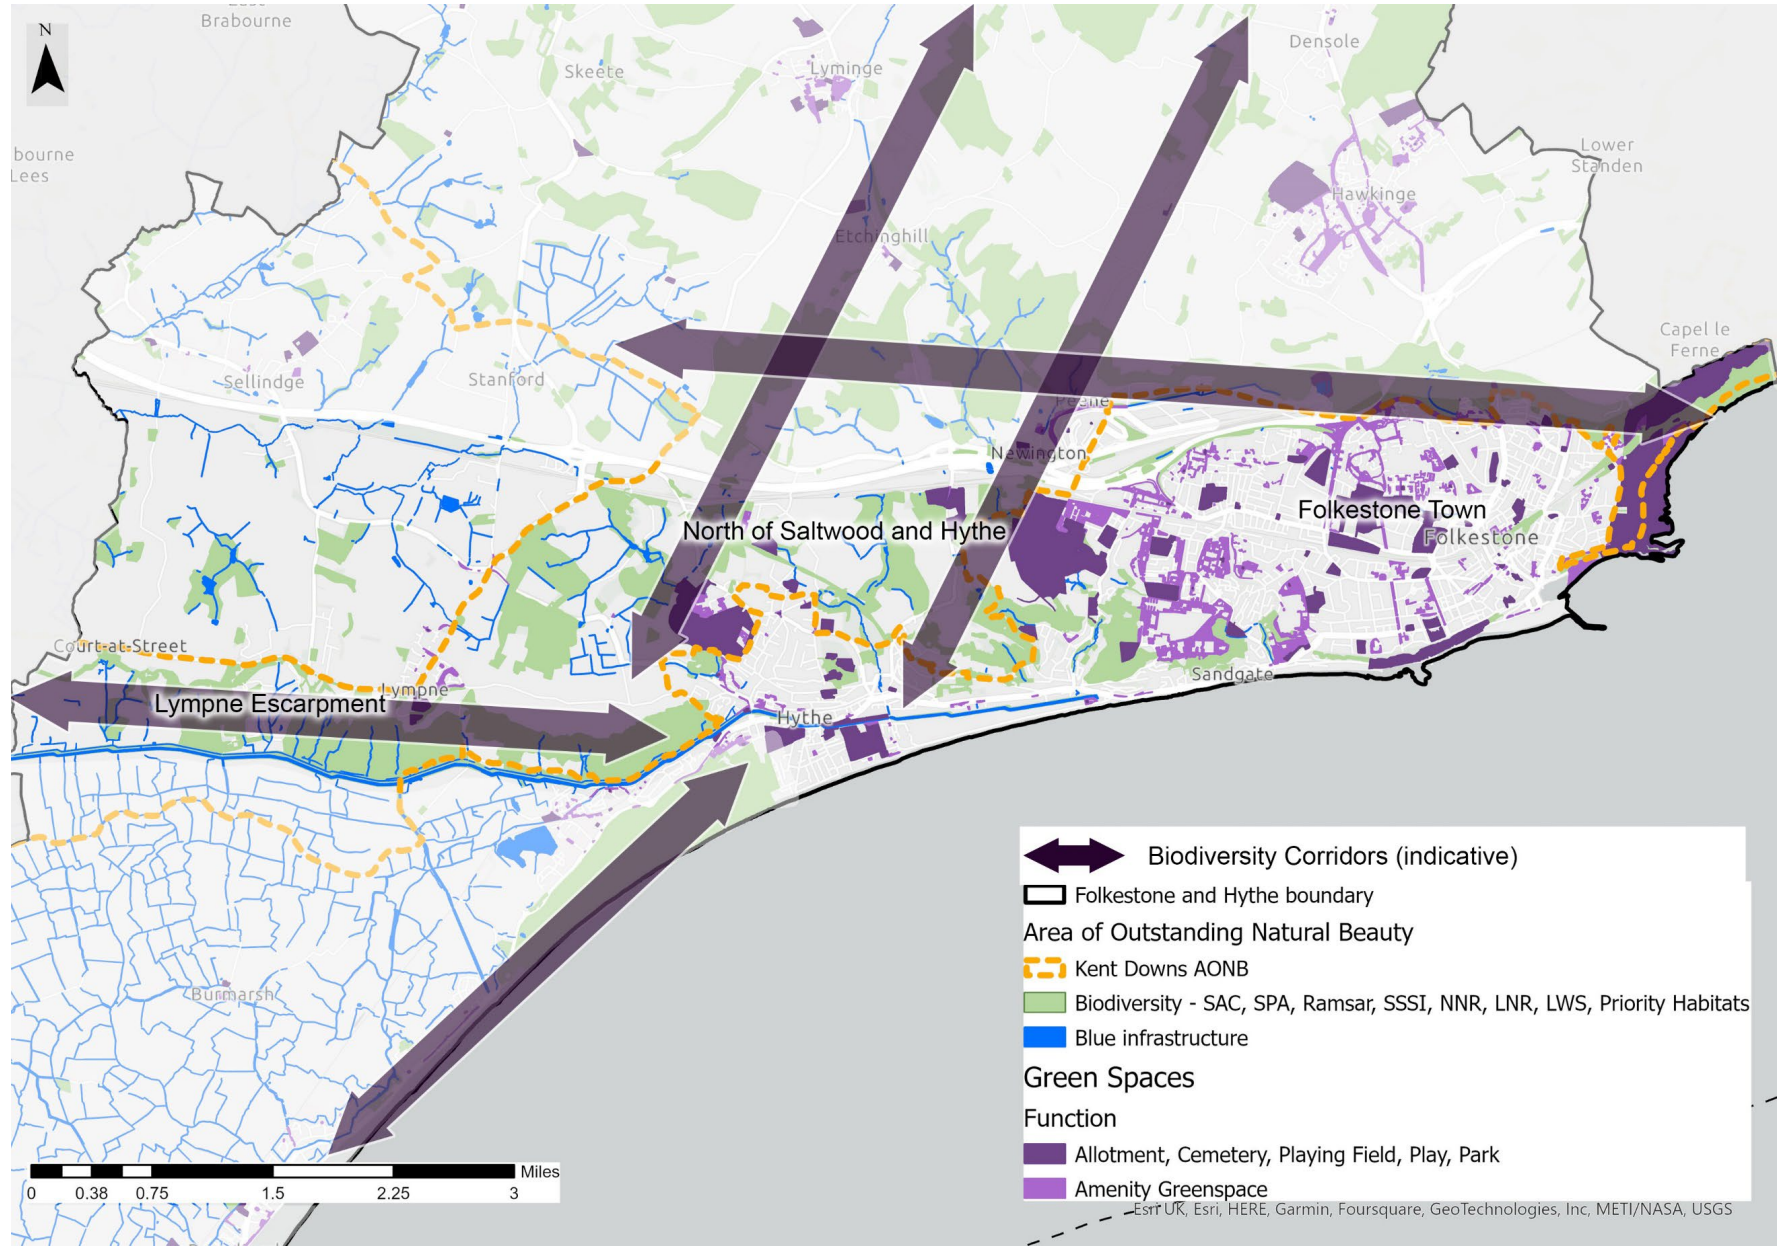 N
Brabourne
Skeete
Lyminge
Densole
bourne
Lees
Lower
Standen
Hawkinge
Etchinghill
Capel le
Ferne
Sellindge
Stanford
Peene
Newington
North of Saltwood and Hythe
Folkestone Town
Folkestone
Court-at-Street
Lympne
Lympne Escarpment
Sandgate
Hythe
Burmarsh
Biodiversity Corridors (indicative)
Folkestone and Hythe boundary
Area of Outstanding Natural Beauty
Kent Downs AONB
Biodiversity - SAC, SPA, Ramsar, SSSI, NNR, LNR, LWS, Priority Habitats
Blue infrastructure
Green Spaces
Function
Allotment, Cemetery, Playing Field, Play, Park
Amenity Greenspace
Miles
0 0.38 0.75 1.5 2.25 3
Esri UK, Esri, HERE, Garmin, Foursquare, GeoTechnologies, Inc, METI/NASA, USGS